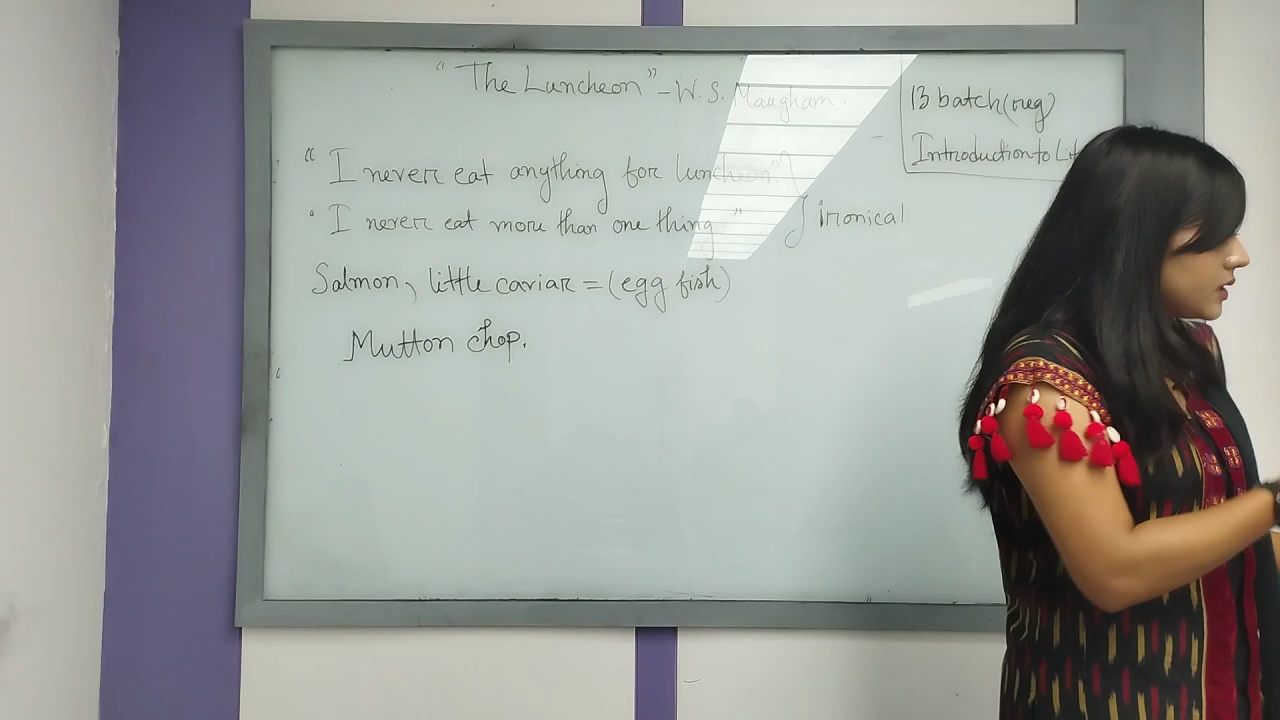 "The Luncheon" - W. S. Maugham.
13 batch (reg)
Introduction to
"I never eat anything for luncheon."
"I never eat more than one thing."
} ironical
Salmon, little caviar = (egg fish)
Mutton chop.